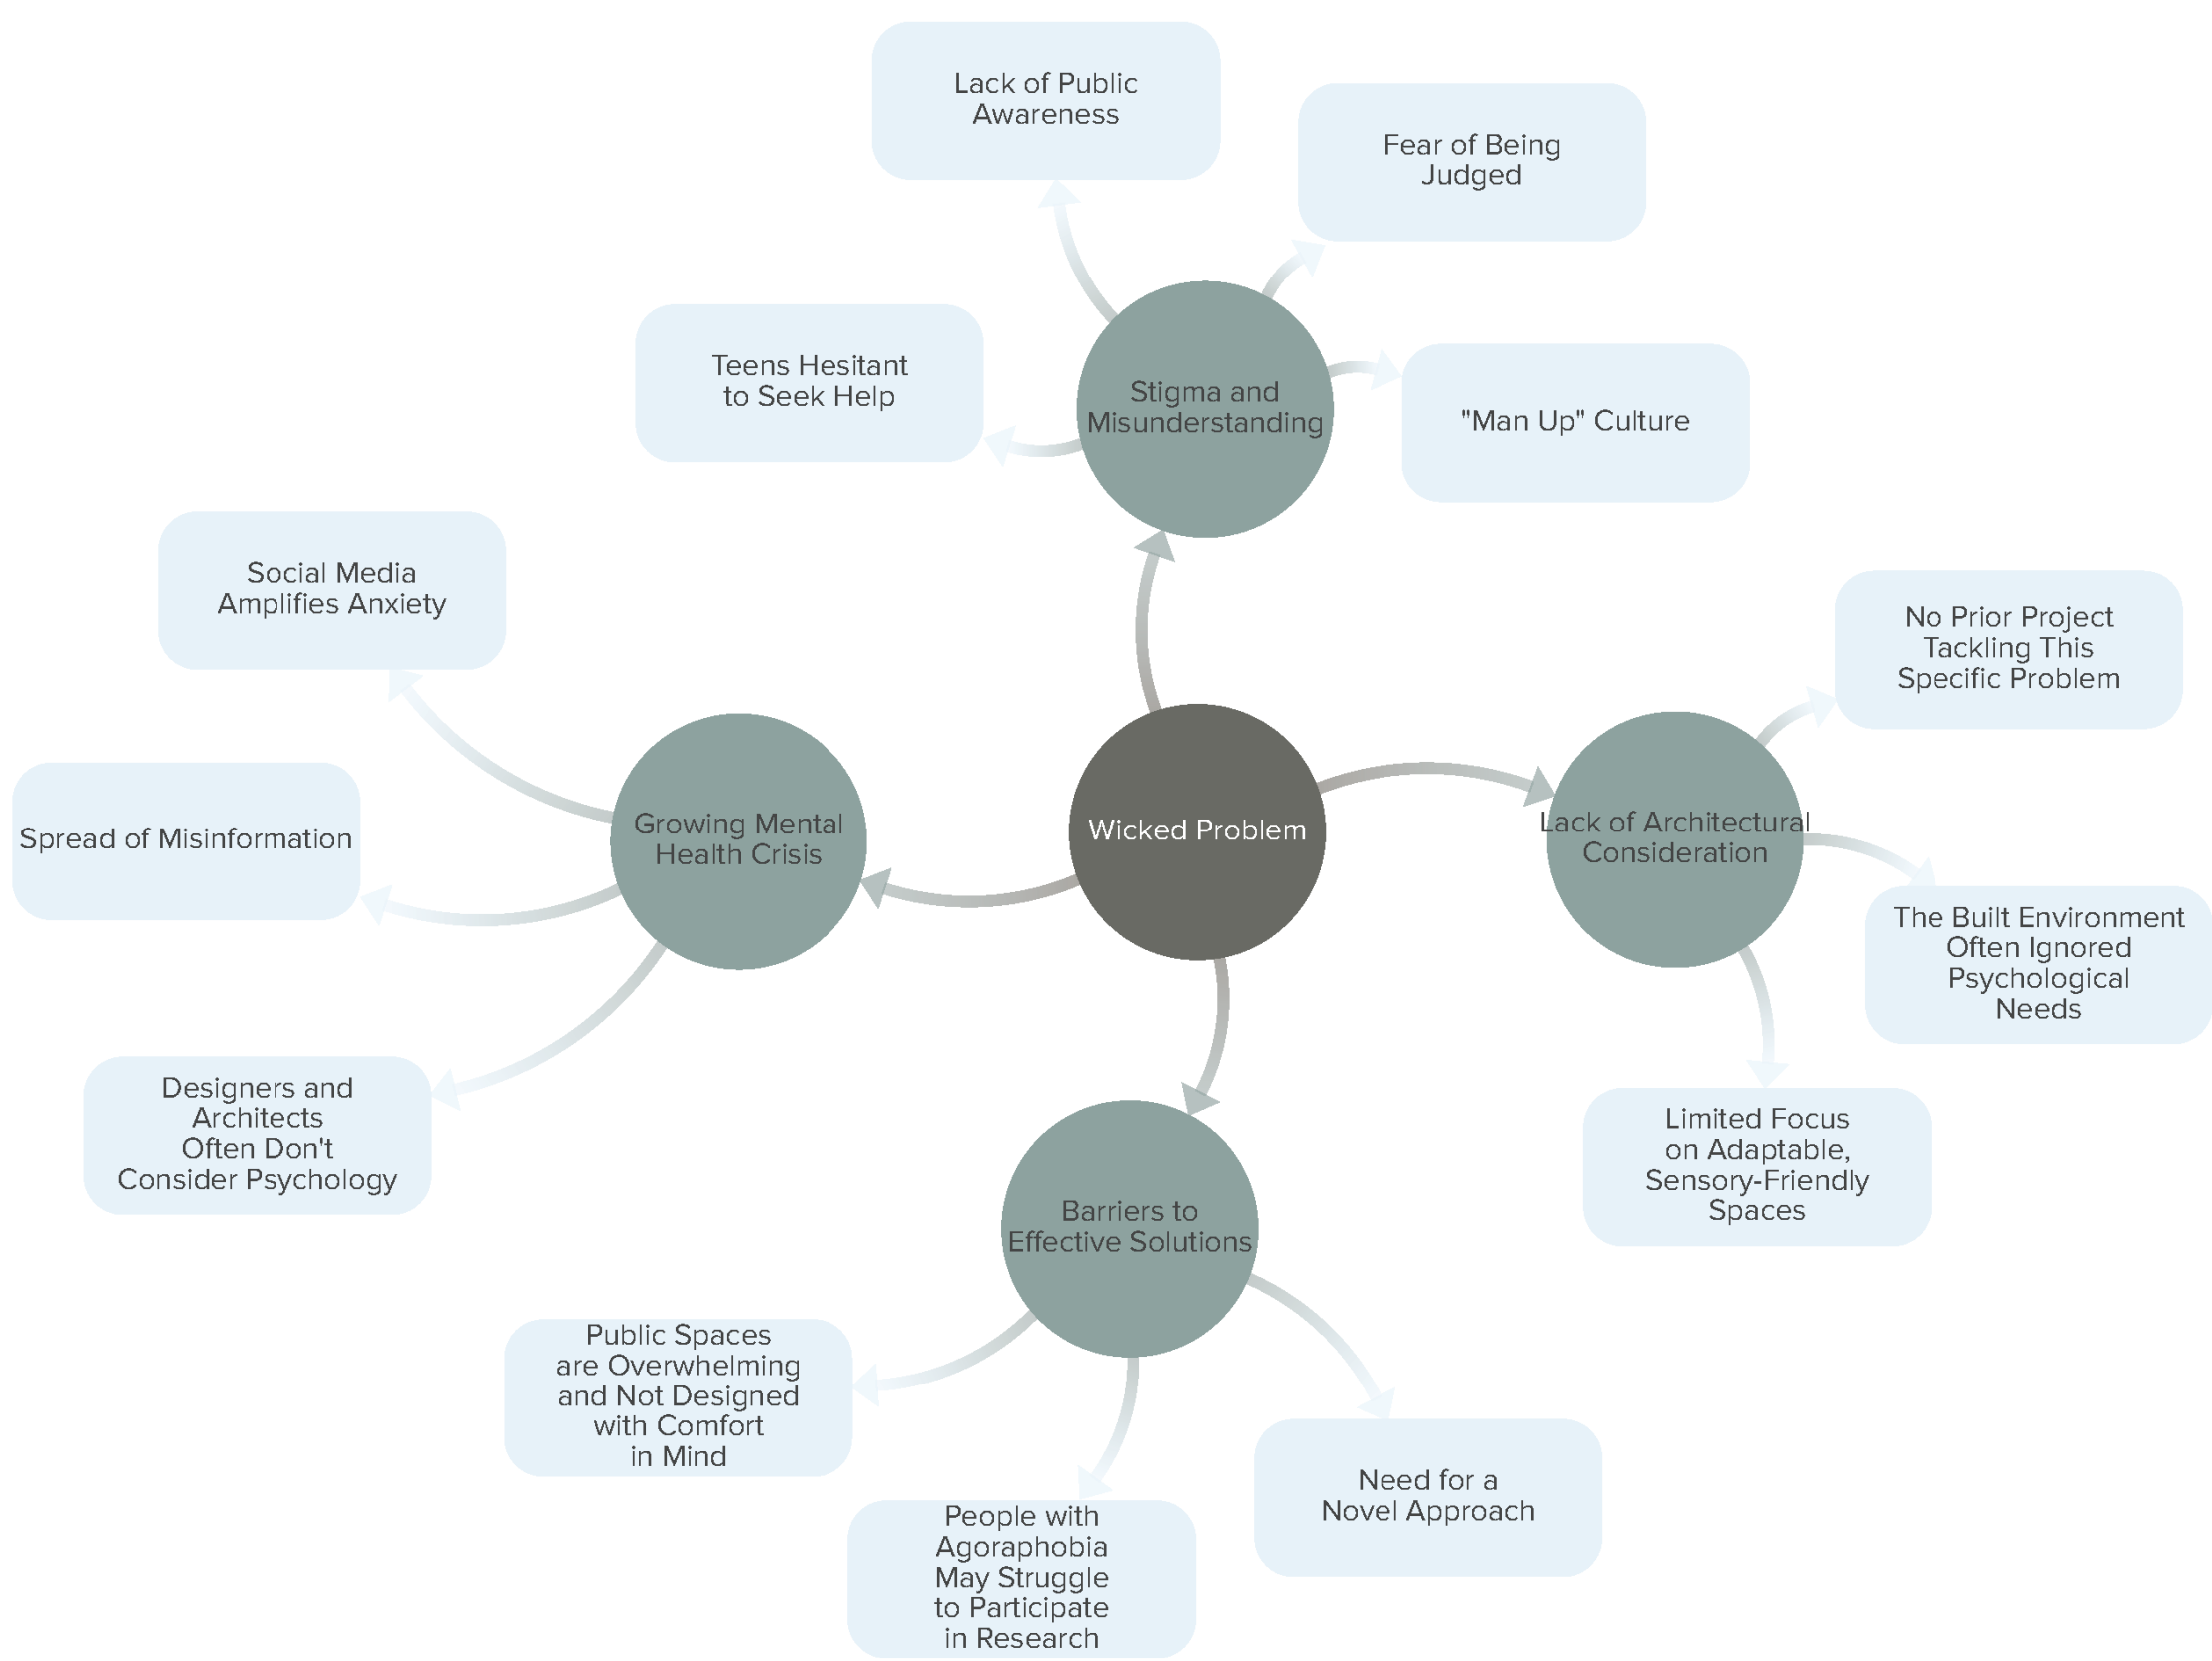 Lack of Public
Awareness
Fear of Being
Judged
Teens Hesitant
to Seek Help
Stigma and
Misunderstanding
"Man Up" Culture
Social Media
Amplifies Anxiety
No Prior Project
Tackling This
Specific Problem
Spread of Misinformation
Growing Mental
Health Crisis
Wicked Problem
Lack of Architectural
Consideration
The Built Environment
Often Ignored
Psychological
Needs
Designers and
Architects
Often Don't
Consider Psychology
Limited Focus
on Adaptable,
Sensory-Friendly
Spaces
Barriers to
Effective Solutions
Public Spaces
are Overwhelming
and Not Designed
with Comfort
in Mind
Need for a
Novel Approach
People with
Agoraphobia
May Struggle
to Participate
in Research